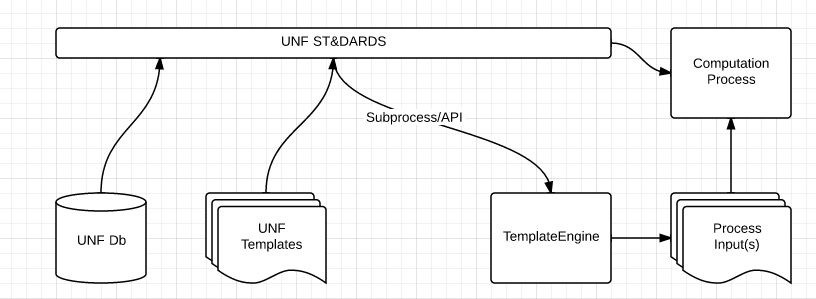 UNF ST&DARDS
Computation
Process
Subprocess/API
UNF Db
UNF
Templates
TemplateEngine
Process
Input(s)